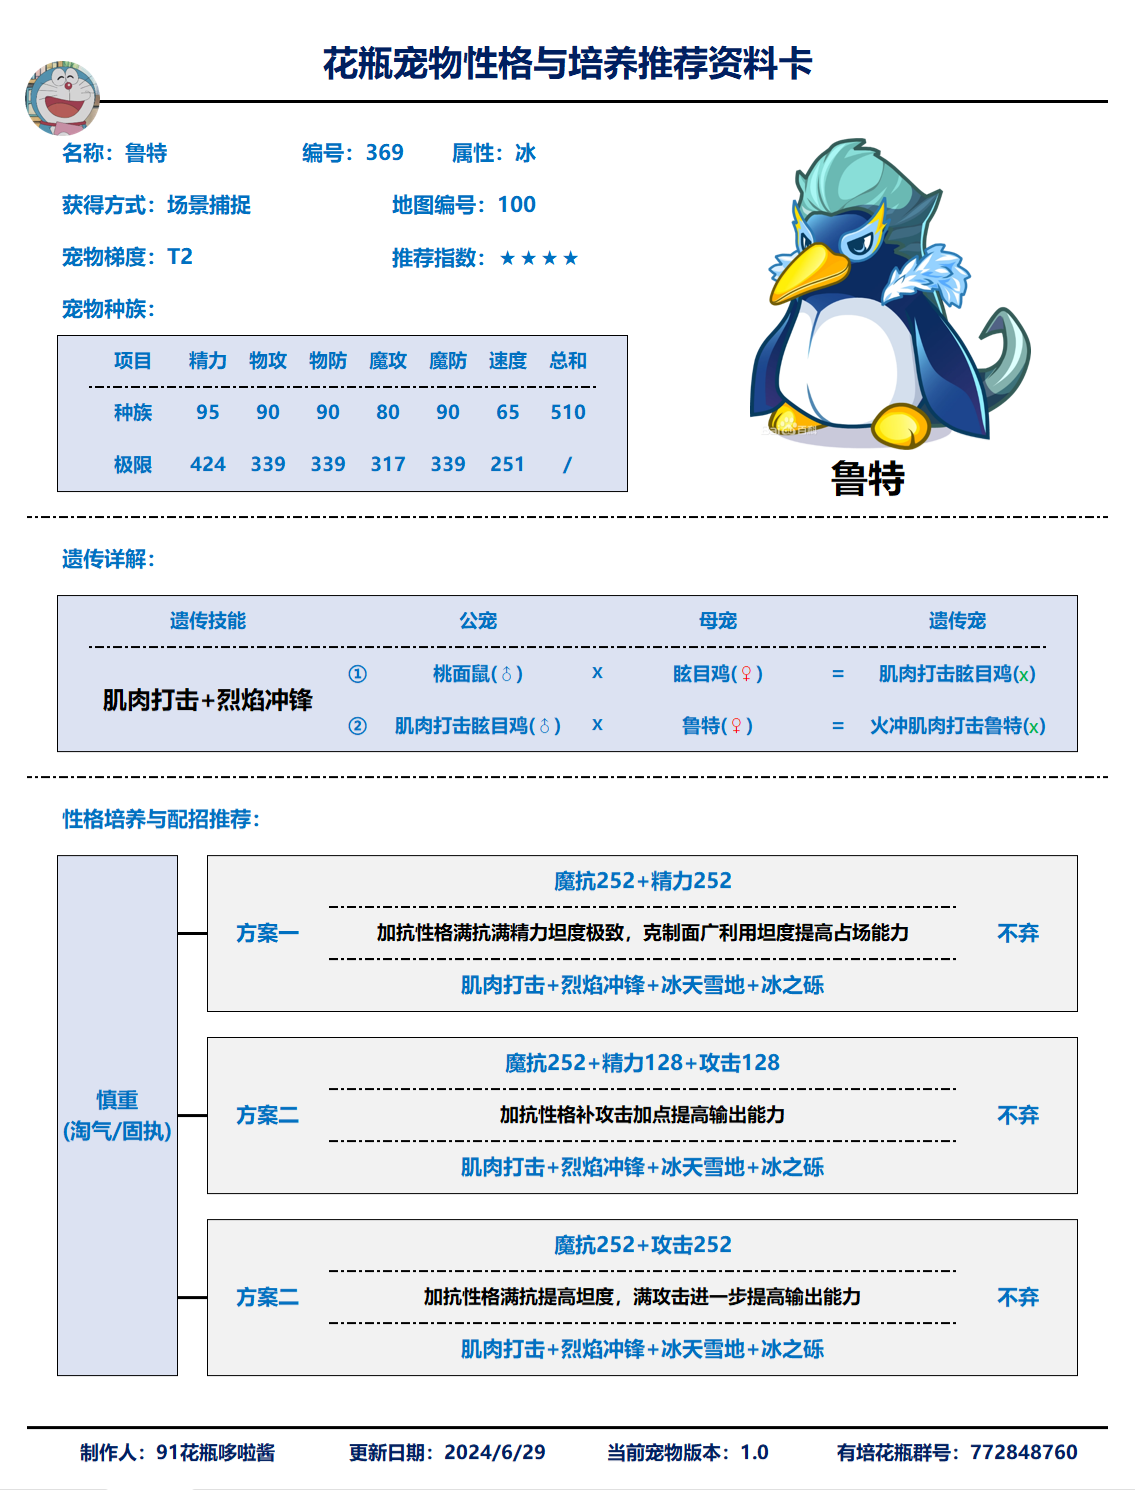 花瓶宠物性格与培养推荐资料卡
名称：鲁特 编号：369 属性：冰
获得方式：场景捕捉 地图编号：100
宠物梯度：T2 推荐指数：★★★★
宠物种族：
项目 精力 物攻 物防 魔攻 魔防 速度 总和
种族 95 90 90 80 90 65 510
极限 424 339 339 317 339 251 /
鲁特
遗传详解：
遗传技能 公宠 母宠 遗传宠
肌肉打击+烈焰冲锋
① 桃面鼠(♂) X 眩目鸡(♀) = 肌肉打击眩目鸡(x)
② 肌肉打击眩目鸡(♂) X 鲁特(♀) = 火冲肌肉打击鲁特(x)
性格培养与配招推荐：
慎重
(淘气/固执)
魔抗252+精力252
方案一 加抗性格满抗满精力坦度极致，克制面广利用坦度提高占场能力 不弃
肌肉打击+烈焰冲锋+冰天雪地+冰之砾
魔抗252+精力128+攻击128
方案二 加抗性格补攻击加点提高输出能力 不弃
肌肉打击+烈焰冲锋+冰天雪地+冰之砾
魔抗252+攻击252
方案二 加抗性格满抗提高坦度，满攻击进一步提高输出能力 不弃
肌肉打击+烈焰冲锋+冰天雪地+冰之砾
制作人：91花瓶哆啦酱 更新日期：2024/6/29 当前宠物版本：1.0 有培花瓶群号：772848760